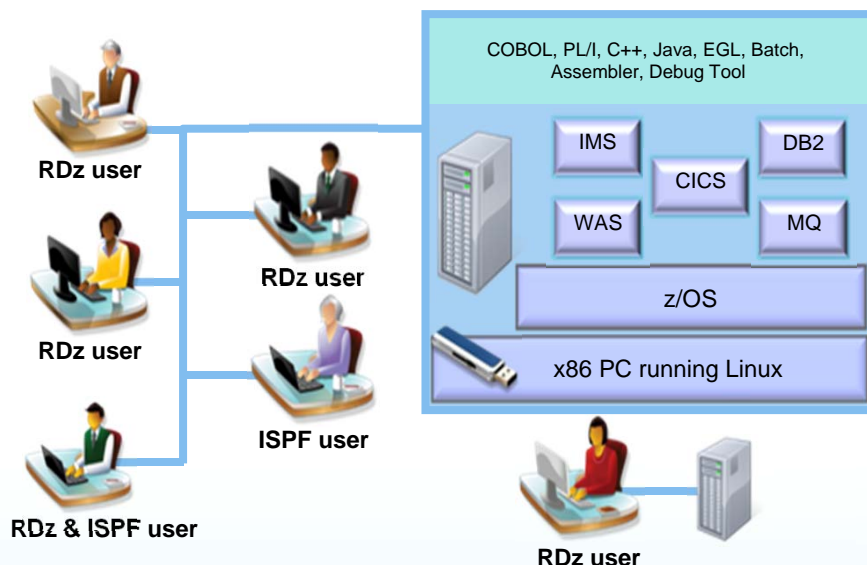 COBOL, PL/I, C++, Java, EGL, Batch,
Assembler, Debug Tool
IMS
DB2
CICS
WAS
MQ
z/OS
x86 PC running Linux
RDz user
RDz user
RDz user
ISPF user
RDz & ISPF user
RDz user